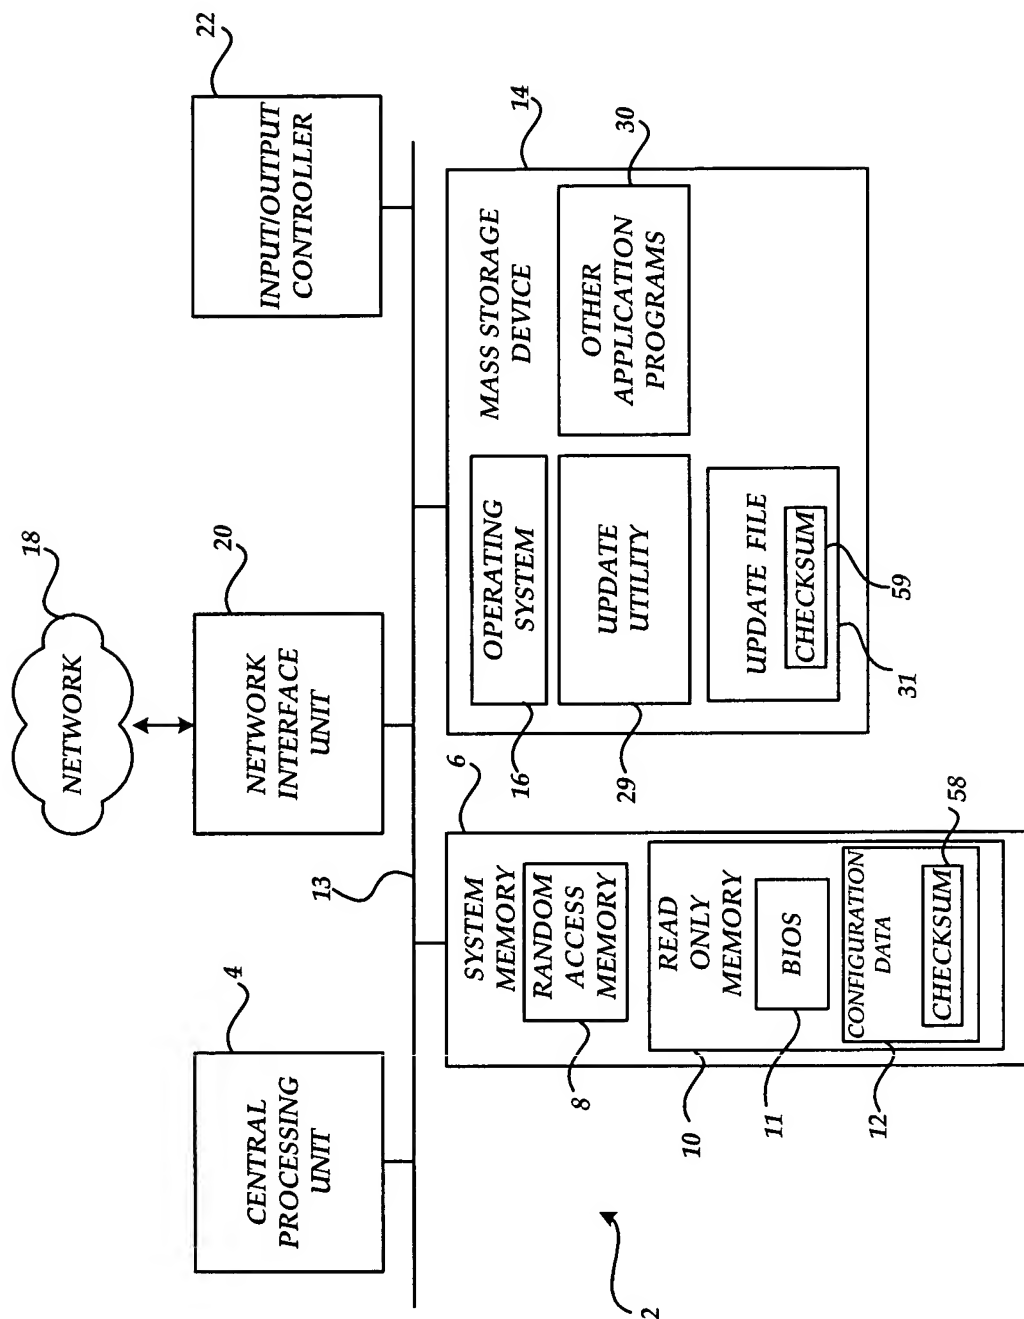 18
NETWORK
4
CENTRAL
PROCESSING
UNIT
20
NETWORK
INTERFACE
UNIT
22
INPUT/OUTPUT
CONTROLLER
13
2
6
SYSTEM
MEMORY
RANDOM
ACCESS
MEMORY
8
READ
ONLY
MEMORY
10
BIOS
11
CONFIGURATION
DATA
CHECKSUM
12
58
14
MASS STORAGE
DEVICE
OPERATING
SYSTEM
16
UPDATE
UTILITY
29
OTHER
APPLICATION
PROGRAMS
30
UPDATE FILE
CHECKSUM
31
59